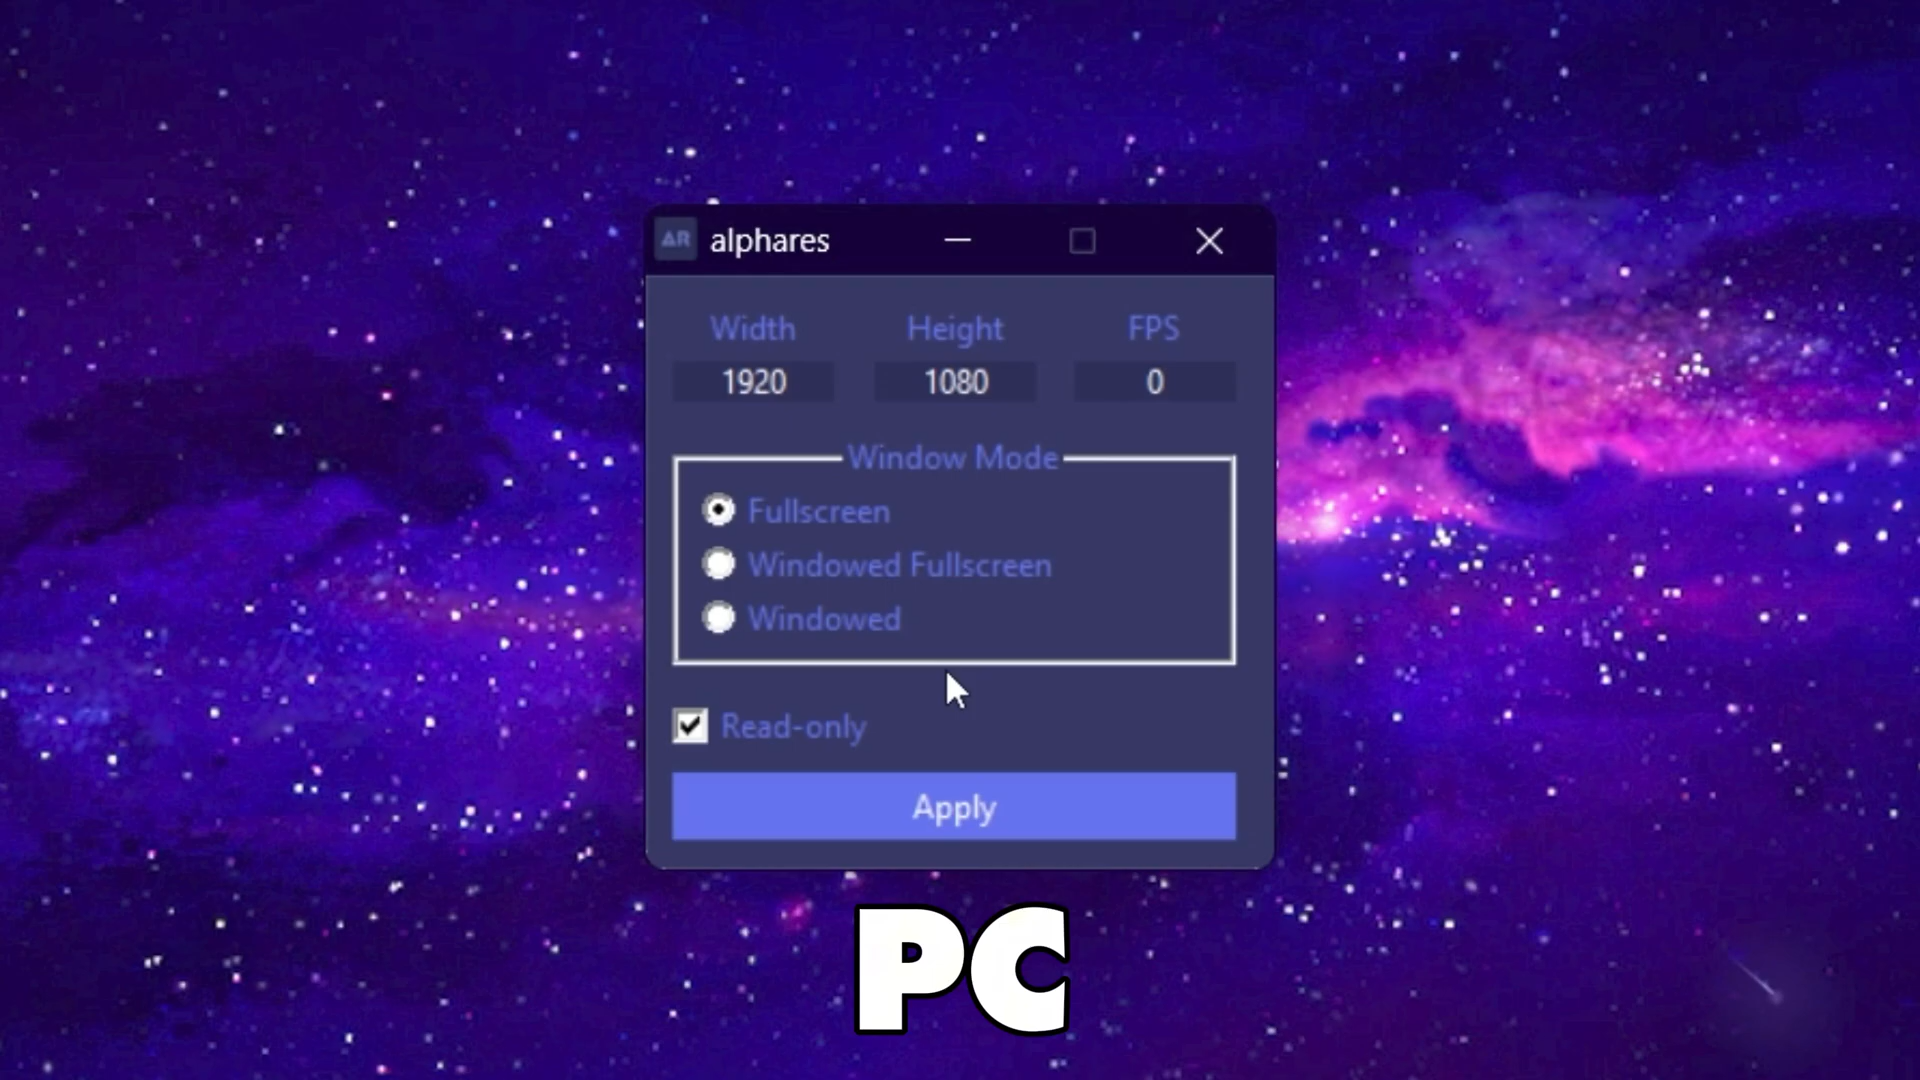 AR alphares
Width Height FPS
1920 1080 0
Window Mode
Fullscreen
Windowed Fullscreen
Windowed
Read-only
Apply
PC